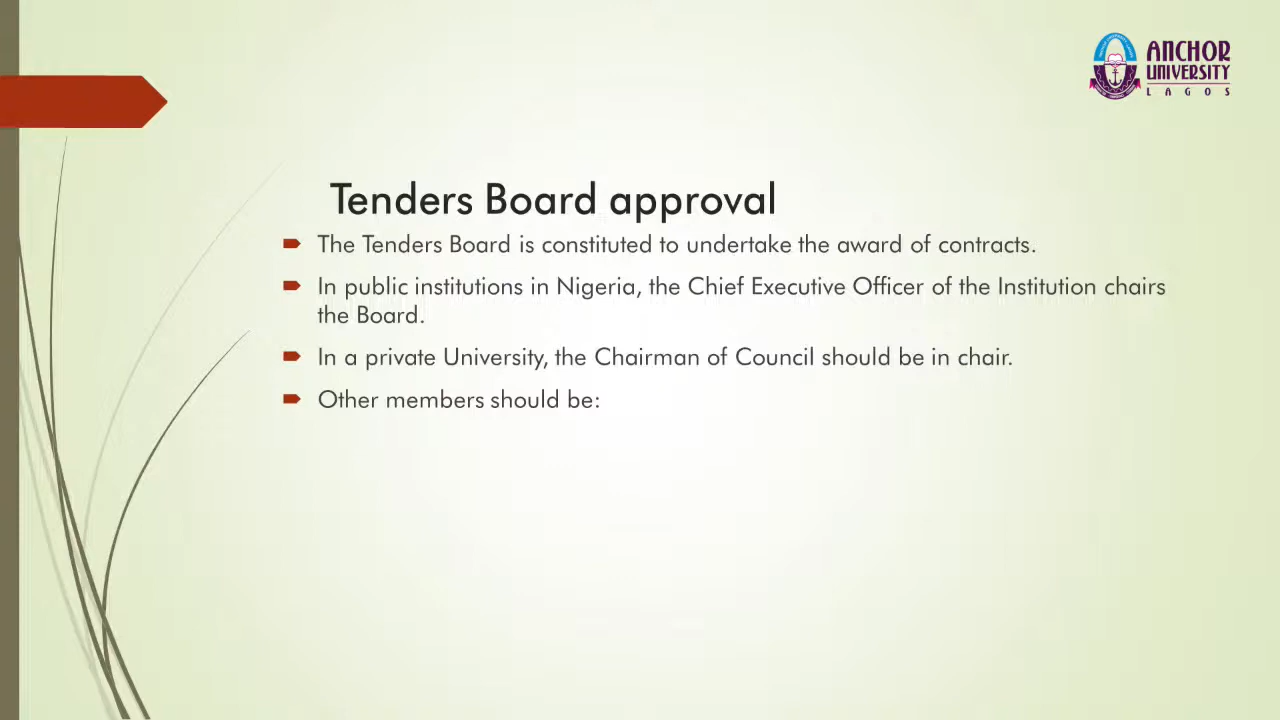 ANCHOR
UNIVERSITY
LAGOS
Tenders Board approval
The Tenders Board is constituted to undertake the award of contracts.
In public institutions in Nigeria, the Chief Executive Officer of the Institution chairs
the Board.
In a private University, the Chairman of Council should be in chair.
Other members should be: